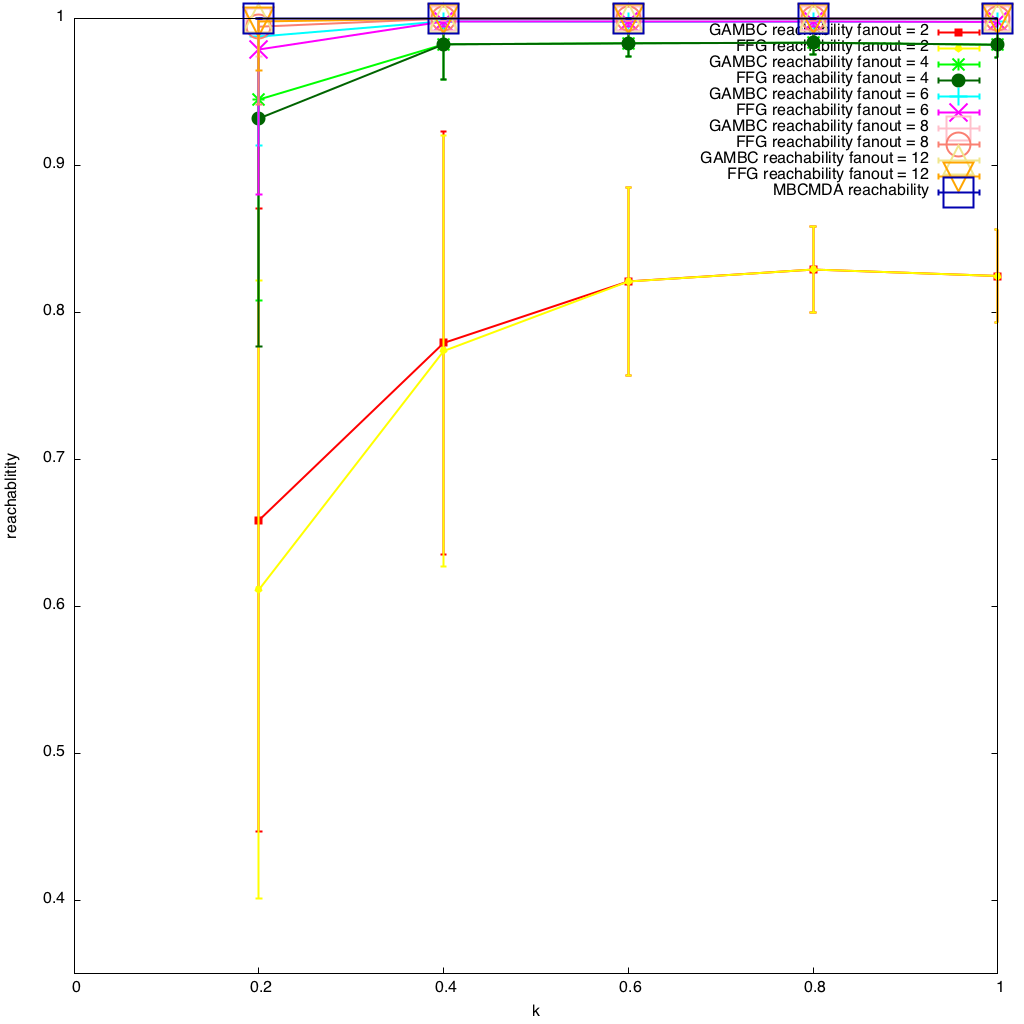 1
0.9
0.8
0.7
0.6
0.5
0.4
reachablitity
0
0.2
0.4
0.6
0.8
1
k
GAMBC reachability fanout = 2
FFG reachability fanout = 2
GAMBC reachability fanout = 4
FFG reachability fanout = 4
GAMBC reachability fanout = 6
FFG reachability fanout = 6
GAMBC reachability fanout = 8
FFG reachability fanout = 8
GAMBC reachability fanout = 12
FFG reachability fanout = 12
MBCMDA reachability